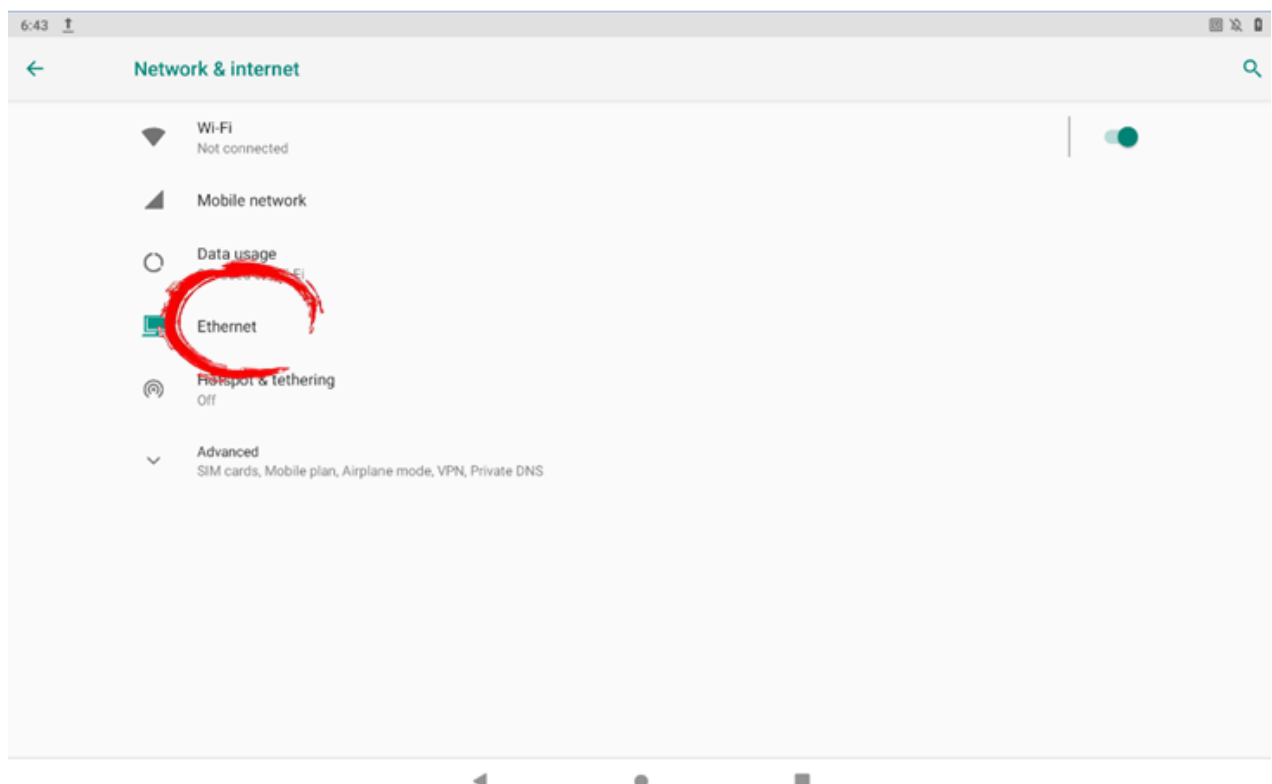 6:43
Network & internet
Wi-Fi
Not connected
Mobile network
Data usage
Ethernet
Hotspot & tethering
Off
Advanced
SIM cards, Mobile plan, Airplane mode, VPN, Private DNS